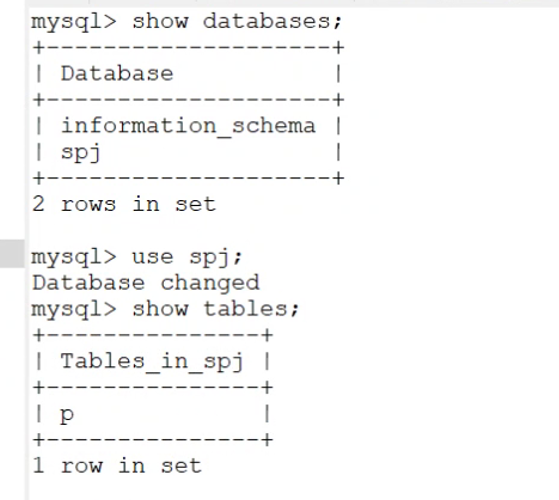 mysql> show databases;
+--------------------+
| Database           |
+--------------------+
| information_schema |
| spj                |
+--------------------+
2 rows in set

mysql> use spj;
Database changed
mysql> show tables;
+---------------+
| Tables_in_spj |
+---------------+
| p             |
+---------------+
1 row in set